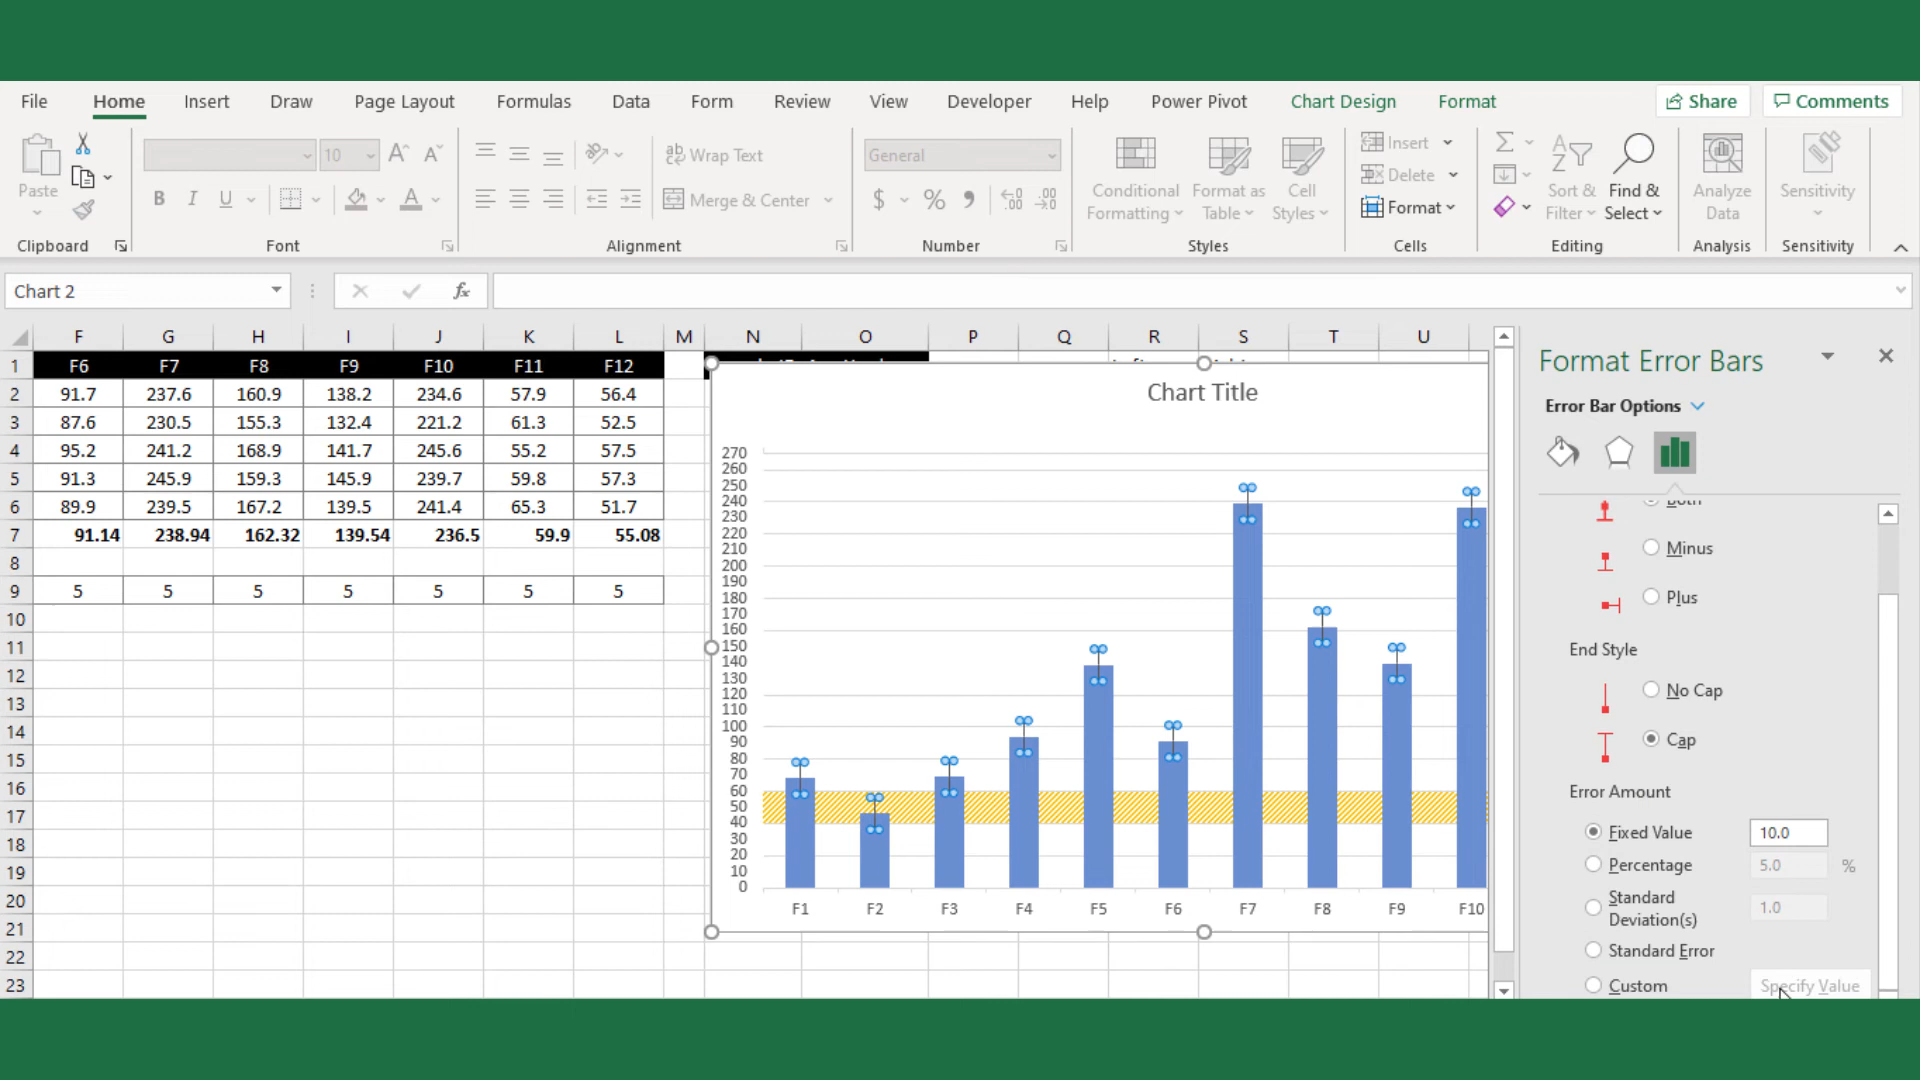 File Home Insert Draw Page Layout Formulas Data Form Review View Developer Help Power Pivot Chart Design Format Share Comments
Paste
10
Wrap Text
Merge & Center
General
Conditional Formatting
Format as Table
Cell Styles
Insert
Delete
Format
Sort & Filter
Find & Select
Analyze Data
Sensitivity
Clipboard Font Alignment Number Styles Cells Editing Analysis Sensitivity
Chart 2
fx
F G H I J K L M N O P Q R S T U
1 F6 F7 F8 F9 F10 F11 F12
2 91.7 237.6 160.9 138.2 234.6 57.9 56.4
3 87.6 230.5 155.3 132.4 221.2 61.3 52.5
4 95.2 241.2 168.9 141.7 245.6 55.2 57.5
5 91.3 245.9 159.3 145.9 239.7 59.8 57.3
6 89.9 239.5 167.2 139.5 241.4 65.3 51.7
7 91.14 238.94 162.32 139.54 236.5 59.9 55.08
8
9 5 5 5 5 5 5 5
10
11
12
13
14
15
16
17
18
19
20
21
22
23
Chart Title
270
260
250
240
230
220
210
200
190
180
170
160
150
140
130
120
110
100
90
80
70
60
50
40
30
20
10
0
F1 F2 F3 F4 F5 F6 F7 F8 F9 F10
Format Error Bars
Error Bar Options
Both
Minus
Plus
End Style
No Cap
Cap
Error Amount
Fixed Value 10.0
Percentage 5.0 %
Standard Deviation(s) 1.0
Standard Error
Custom Specify Value